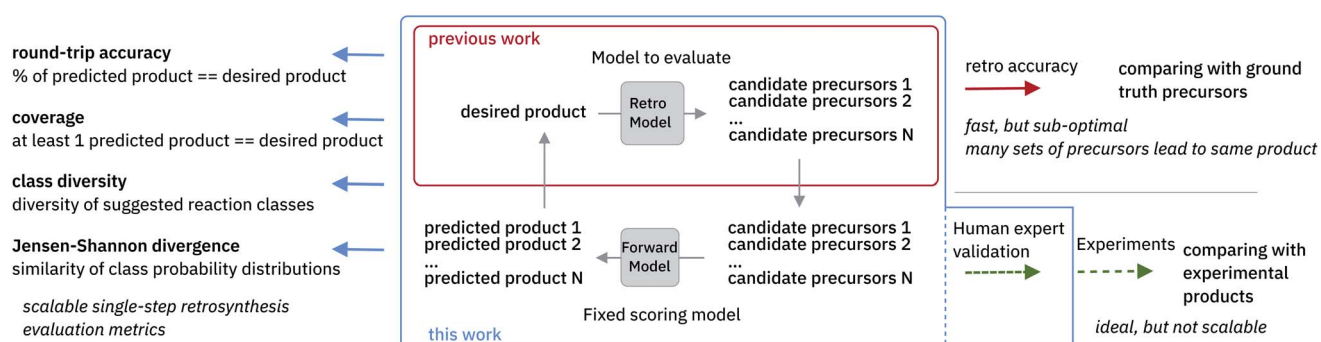 round-trip accuracy
% of predicted product == desired product
coverage
at least 1 predicted product == desired product
class diversity
diversity of suggested reaction classes
Jensen-Shannon divergence
similarity of class probability distributions
scalable single-step retrosynthesis
evaluation metrics
previous work
Model to evaluate
desired product
Retro
Model
candidate precursors 1
candidate precursors 2
...
candidate precursors N
predicted product 1
predicted product 2
...
predicted product N
Forward
Model
candidate precursors 1
candidate precursors 2
...
candidate precursors N
Fixed scoring model
this work
retro accuracy
comparing with ground
truth precursors
fast, but sub-optimal
many sets of precursors lead to same product
Human expert
validation
Experiments
comparing with
experimental
products
ideal, but not scalable